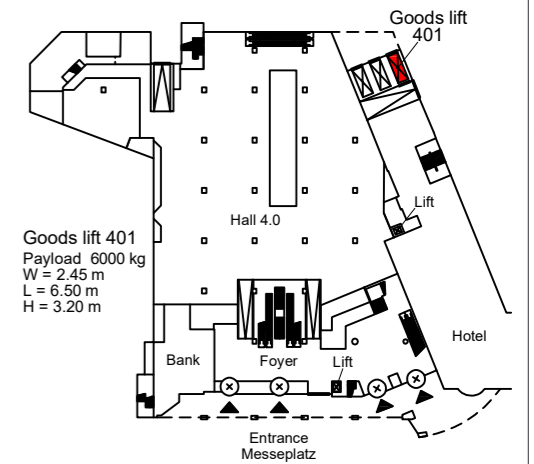 Goods lift
401
Lift
Hall 4.0
Goods lift 401
Payload 6000 kg
W = 2.45 m
L = 6.50 m
H = 3.20 m
Hotel
Bank
Foyer
Lift
Entrance
Messeplatz